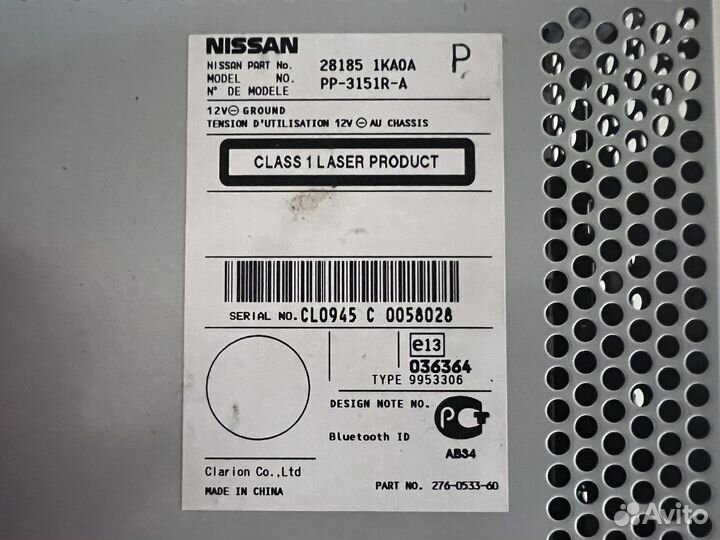 NISSAN
NISSAN PART No. 28185 1KA0A P
MODEL NO. PP-3151R-A
N° DE MODELE
12V⊖GROUND
TENSION D'UTILISATION 12V ⊖ AU CHASSIS
CLASS 1 LASER PRODUCT
SERIAL NO. CL0945 C 0058028
e13
036364
TYPE 9953306
DESIGN NOTE NO.
Bluetooth ID
РСТ
AB34
Clarion Co.,Ltd
MADE IN CHINA
PART NO. 276-0533-60
Avito